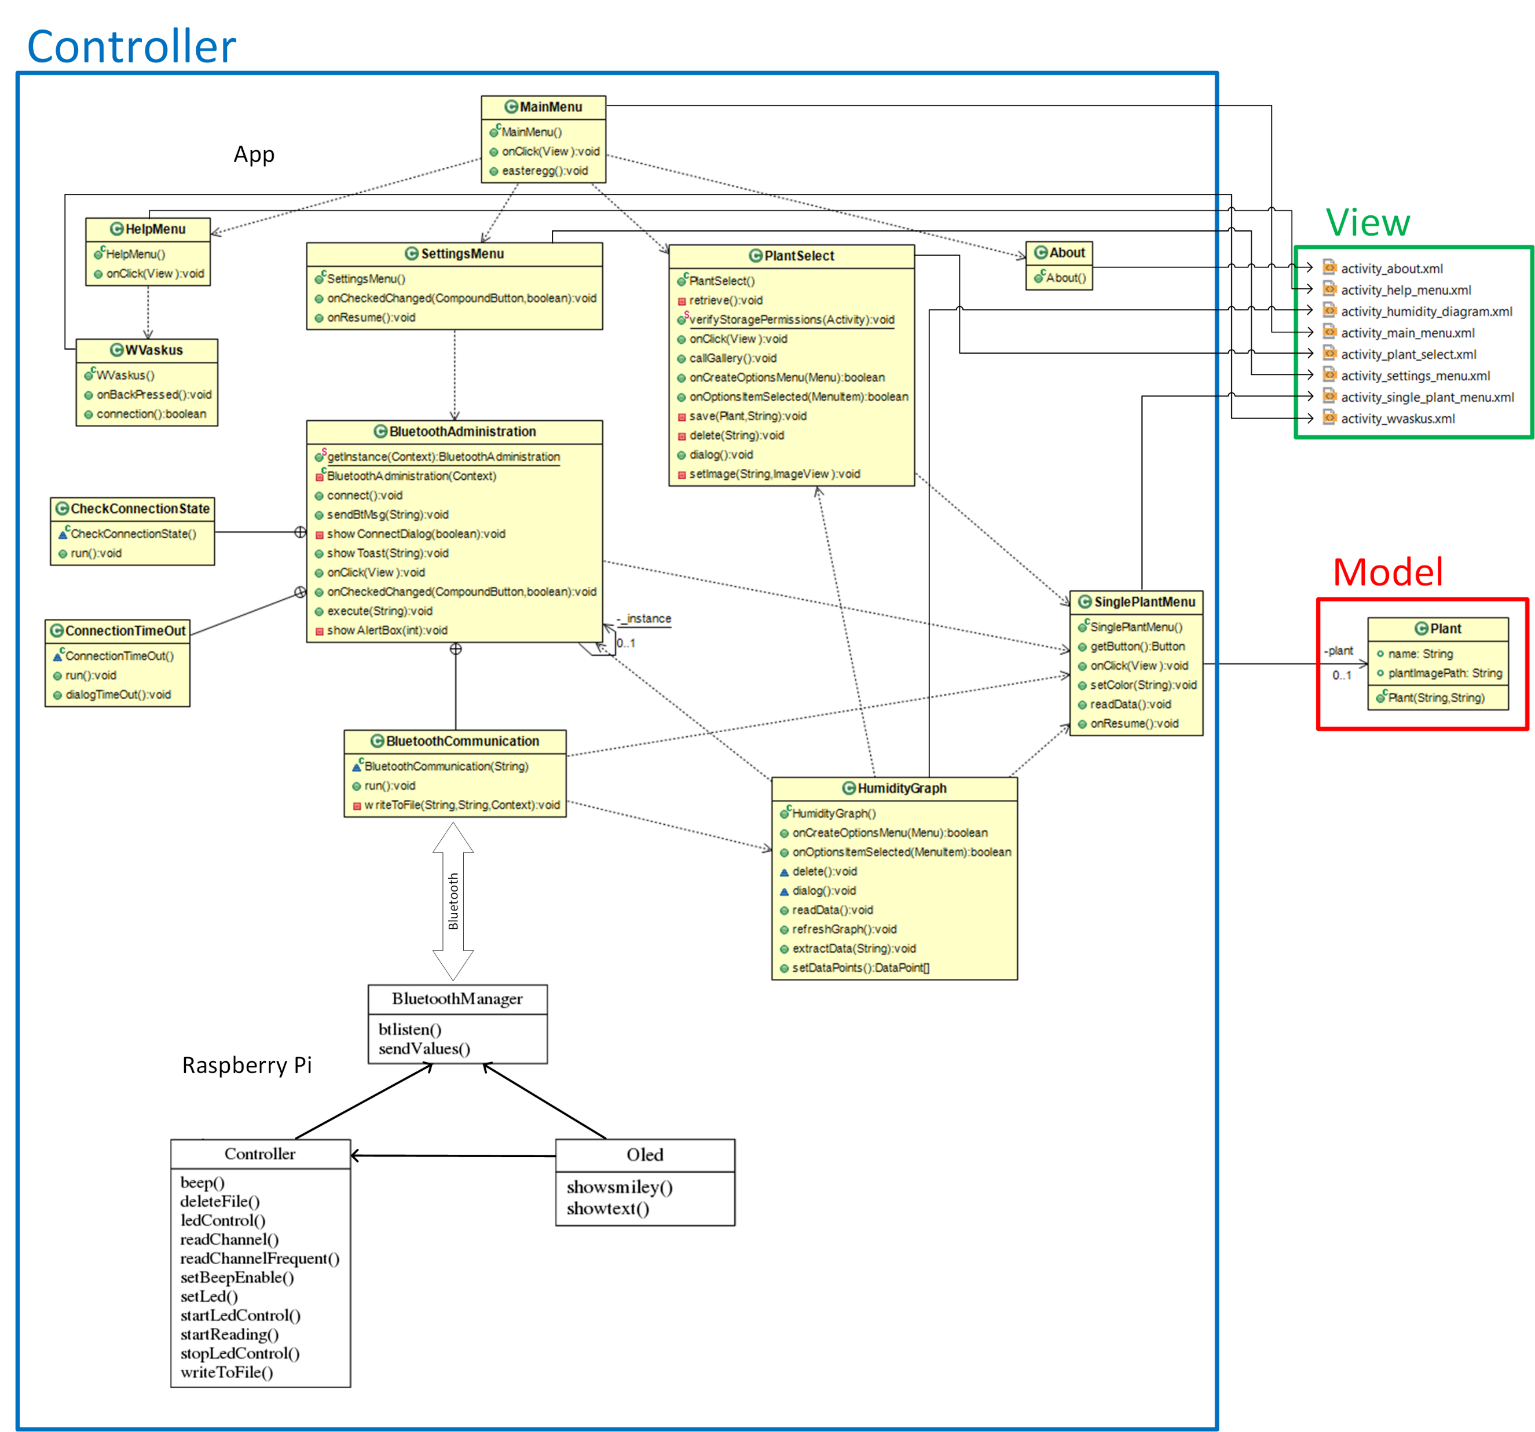 Controller
App
MainMenu
MainMenu()
onClick(View):void
easteregg():void
HelpMenu
HelpMenu()
onClick(View):void
SettingsMenu
SettingsMenu()
onCheckedChanged(CompoundButton,boolean):void
onResume():void
PlantSelect
PlantSelect()
retrieve():void
verifyStoragePermissions(Activity):void
onClick(View):void
callGallery():void
onCreateOptionsMenu(Menu):boolean
onOptionsItemSelected(MenuItem):boolean
save(Plant,String):void
delete(String):void
dialog():void
setImage(String,ImageView):void
About
About()
View
activity_about.xml
activity_help_menu.xml
activity_humidity_diagram.xml
activity_main_menu.xml
activity_plant_select.xml
activity_settings_menu.xml
activity_single_plant_menu.xml
activity_wvaskus.xml
WVaskus
WVaskus()
onBackPressed():void
connection():boolean
BluetoothAdministration
getInstance(Context):BluetoothAdministration
BluetoothAdministration(Context)
connect():void
sendBtMsg(String):void
showConnectDialog(boolean):void
showToast(String):void
onClick(View):void
onCheckedChanged(CompoundButton,boolean):void
execute(String):void
showAlertBox(int):void
-_instance
0..1
CheckConnectionState
CheckConnectionState()
run():void
ConnectionTimeOut
ConnectionTimeOut()
run():void
dialogTimeOut():void
SinglePlantMenu
SinglePlantMenu()
getButton():Button
onClick(View):void
setColor(String):void
readData():void
onResume():void
Model
-plant
0..1
Plant
name: String
plantImagePath: String
Plant(String,String)
BluetoothCommunication
BluetoothCommunication(String)
run():void
writeToFile(String,String,Context):void
HumidityGraph
HumidityGraph()
onCreateOptionsMenu(Menu):boolean
onOptionsItemSelected(MenuItem):boolean
delete():void
dialog():void
readData():void
refreshGraph():void
extractData(String):void
setDataPoints():DataPoint[]
Bluetooth
BluetoothManager
btlisten()
sendValues()
Raspberry Pi
Controller
beep()
deleteFile()
ledControl()
readChannel()
readChannelFrequent()
setBeepEnable()
setLed()
startLedControl()
startReading()
stopLedControl()
writeToFile()
Oled
showsmiley()
showtext()